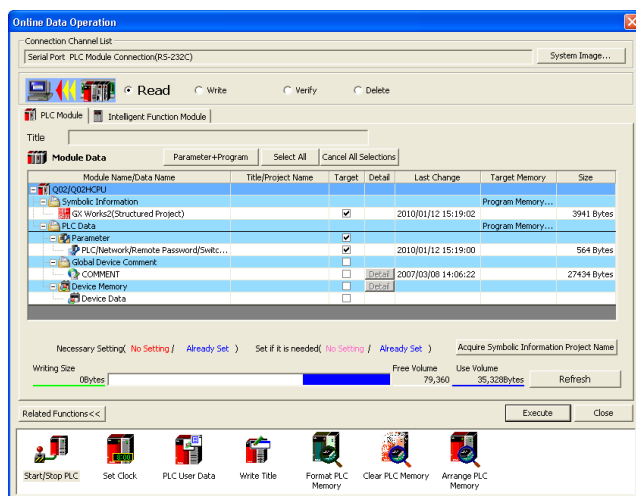 Online Data Operation
Connection Channel List
Serial Port PLC Module Connection(RS-232C)
System Image...
Read
Write
Verify
Delete
PLC Module
Intelligent Function Module
Title
Module Data
Parameter+Program
Select All
Cancel All Selections
Module Name/Data Name Title/Project Name Target Detail Last Change Target Memory Size
Q02/Q02HCPU
Symbolic Information Program Memory...
GX Works2(Structured Project) 2010/01/12 15:19:02 3941 Bytes
PLC Data Program Memory...
Parameter
PLC/Network/Remote Password/Switc... 2010/01/12 15:19:00 564 Bytes
Global Device Comment
COMMENT Detail 2007/03/08 14:06:22 27434 Bytes
Device Memory Detail
Device Data
Necessary Setting( No Setting / Already Set ) Set if it is needed( No Setting / Already Set )
Acquire Symbolic Information Project Name
Writing Size Free Volume Use Volume
0Bytes 79,360 35,328Bytes
Refresh
Related Functions<<
Execute
Close
Start/Stop PLC
Set Clock
PLC User Data
Write Title
Format PLC
Memory
Clear PLC Memory
Arrange PLC
Memory